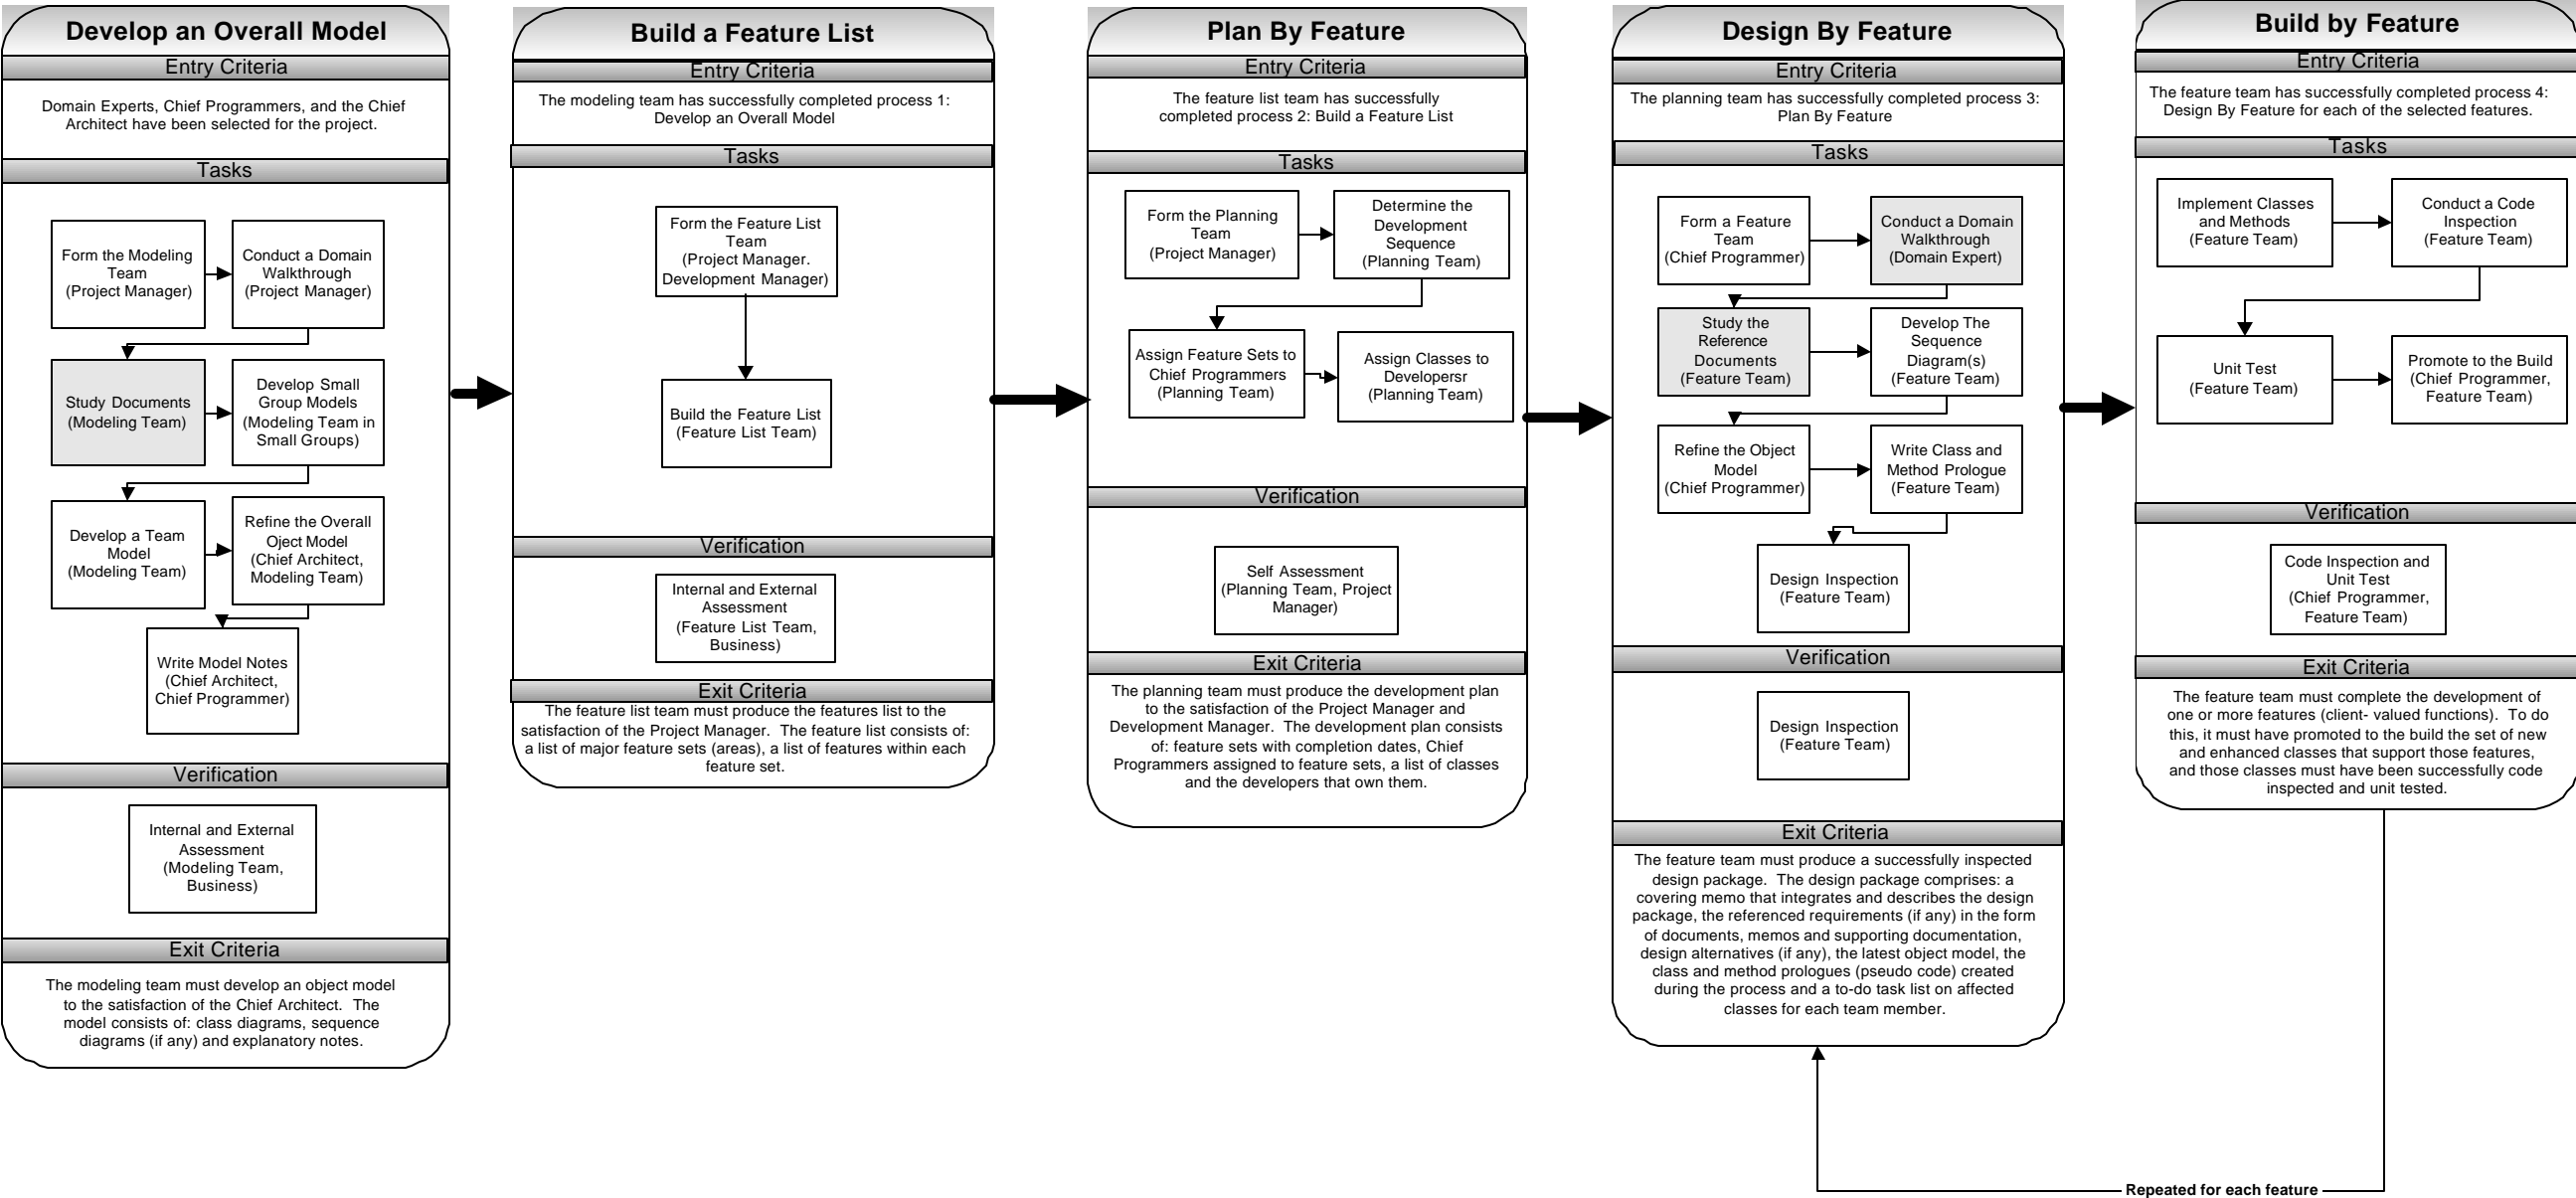 Develop an Overall Model
Entry Criteria
Domain Experts, Chief Programmers, and the Chief
Architect have been selected for the project.
Tasks
Form the Modeling
Team
(Project Manager)
Conduct a Domain
Walkthrough
(Project Manager)
Study Documents
(Modeling Team)
Develop Small
Group Models
(Modeling Team in
Small Groups)
Develop a Team
Model
(Modeling Team)
Refine the Overall
Oject Model
(Chief Architect,
Modeling Team)
Write Model Notes
(Chief Architect,
Chief Programmer)
Verification
Internal and External
Assessment
(Modeling Team,
Business)
Exit Criteria
The modeling team must develop an object model
to the satisfaction of the Chief Architect. The
model consists of: class diagrams, sequence
diagrams (if any) and explanatory notes.
Build a Feature List
Entry Criteria
The modeling team has successfully completed process 1:
Develop an Overall Model
Tasks
Form the Feature List
Team
(Project Manager.
Development Manager)
Build the Feature List
(Feature List Team)
Verification
Internal and External
Assessment
(Feature List Team,
Business)
Exit Criteria
The feature list team must produce the features list to the
satisfaction of the Project Manager. The feature list consists of:
a list of major feature sets (areas), a list of features within each
feature set.
Plan By Feature
Entry Criteria
The feature list team has successfully
completed process 2: Build a Feature List
Tasks
Form the Planning
Team
(Project Manager)
Determine the
Development
Sequence
(Planning Team)
Assign Feature Sets to
Chief Programmers
(Planning Team)
Assign Classes to
Developersr
(Planning Team)
Verification
Self Assessment
(Planning Team, Project
Manager)
Exit Criteria
The planning team must produce the development plan
to the satisfaction of the Project Manager and
Development Manager. The development plan consists
of: feature sets with completion dates, Chief
Programmers assigned to feature sets, a list of classes
and the developers that own them.
Design By Feature
Entry Criteria
The planning team has successfully completed process 3:
Plan By Feature
Tasks
Form a Feature
Team
(Chief Programmer)
Conduct a Domain
Walkthrough
(Domain Expert)
Study the
Reference
Documents
(Feature Team)
Develop The
Sequence
Diagram(s)
(Feature Team)
Refine the Object
Model
(Chief Programmer)
Write Class and
Method Prologue
(Feature Team)
Design Inspection
(Feature Team)
Verification
Design Inspection
(Feature Team)
Exit Criteria
The feature team must produce a successfully inspected
design package. The design package comprises: a
covering memo that integrates and describes the design
package, the referenced requirements (if any) in the form
of documents, memos and supporting documentation,
design alternatives (if any), the latest object model, the
class and method prologues (pseudo code) created
during the process and a to-do task list on affected
classes for each team member.
Build by Feature
Entry Criteria
The feature team has successfully completed process 4:
Design By Feature for each of the selected features.
Tasks
Implement Classes
and Methods
(Feature Team)
Conduct a Code
Inspection
(Feature Team)
Unit Test
(Feature Team)
Promote to the Build
(Chief Programmer,
Feature Team)
Verification
Code Inspection and
Unit Test
(Chief Programmer,
Feature Team)
Exit Criteria
The feature team must complete the development of
one or more features (client- valued functions). To do
this, it must have promoted to the build the set of new
and enhanced classes that support those features,
and those classes must have been successfully code
inspected and unit tested.
Repeated for each feature